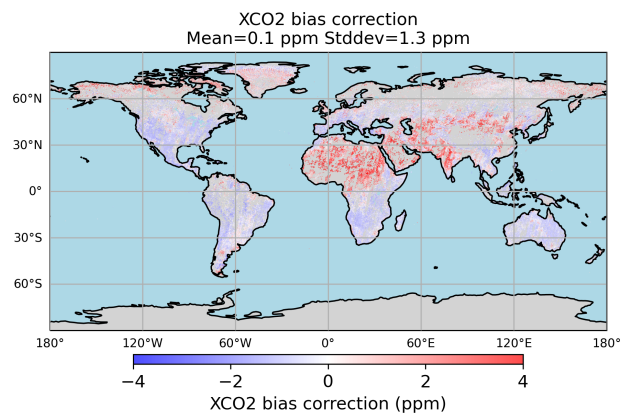 XCO2 bias correction
Mean=0.1 ppm Stddev=1.3 ppm
60°N
30°N
0°
30°S
60°S
180° 120°W 60°W 0° 60°E 120°E 180°
−4 −2 0 2 4
XCO2 bias correction (ppm)